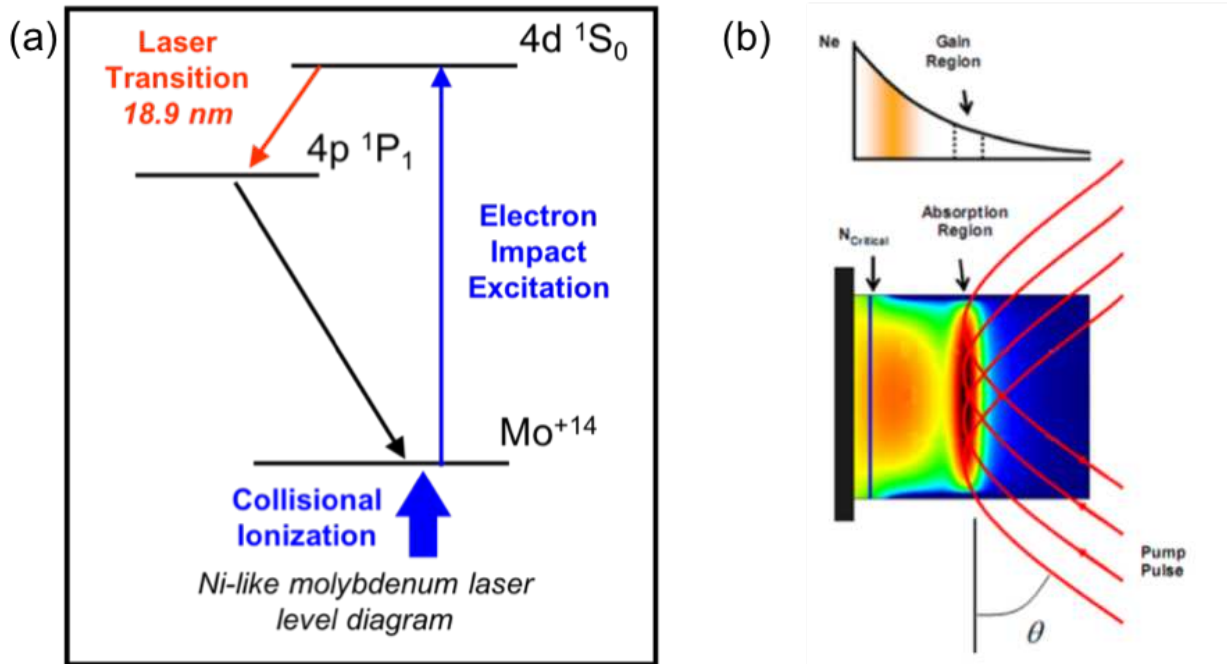 (a)
4d ¹S₀
Laser
Transition
18.9 nm
4p ¹P₁
Electron
Impact
Excitation
Mo⁺¹⁴
Collisional
Ionization
Ni-like molybdenum laser
level diagram
(b)
Ne
Gain
Region
Absorption
Region
N_Critical
Pump
Pulse
θ